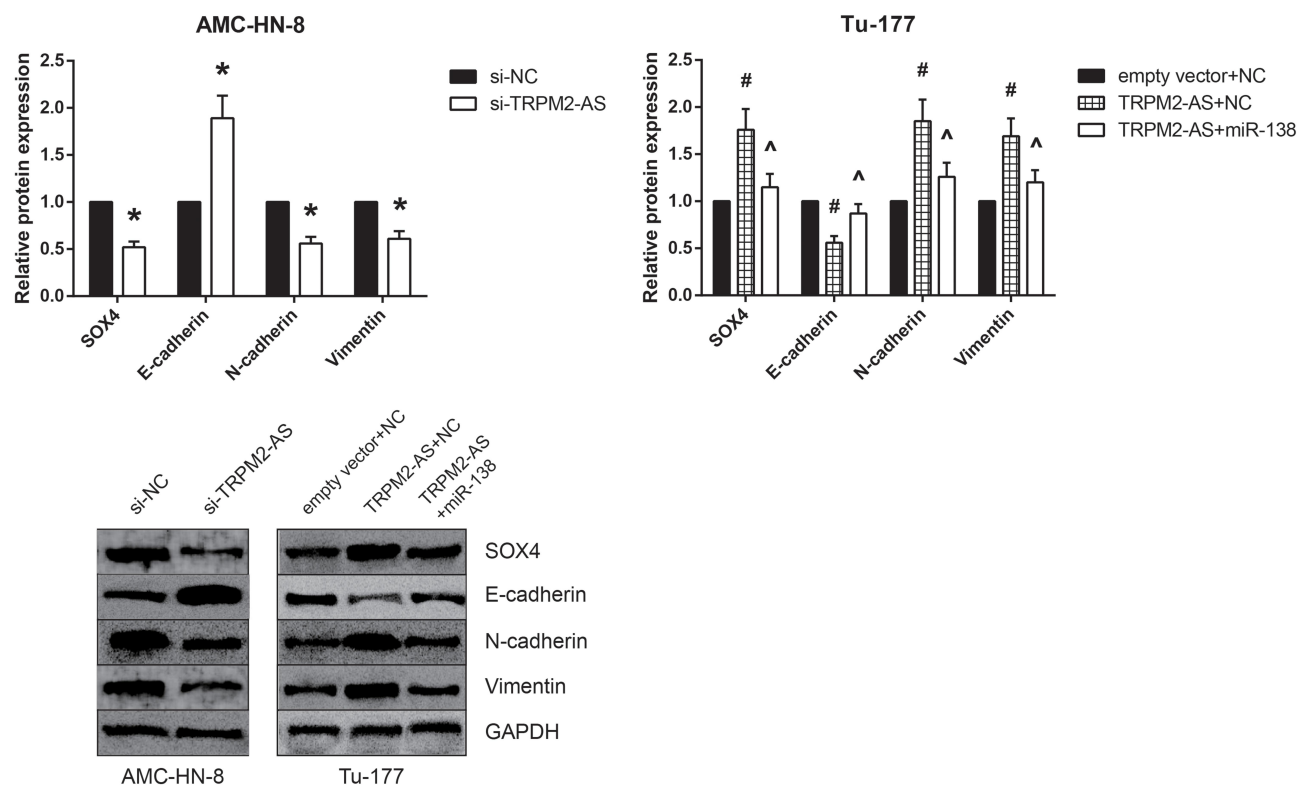 AMC-HN-8
Relative protein expression
2.5
2.0
1.5
1.0
0.5
0.0
*
*
*
*
SOX4
E-cadherin
N-cadherin
Vimentin
si-NC
si-TRPM2-AS
Tu-177
Relative protein expression
2.5
2.0
1.5
1.0
0.5
0.0
#
^
#
^
#
^
#
^
SOX4
E-cadherin
N-cadherin
Vimentin
empty vector+NC
TRPM2-AS+NC
TRPM2-AS+miR-138
si-NC
si-TRPM2-AS
empty vector+NC
TRPM2-AS+NC
TRPM2-AS
+miR-138
SOX4
E-cadherin
N-cadherin
Vimentin
GAPDH
AMC-HN-8
Tu-177